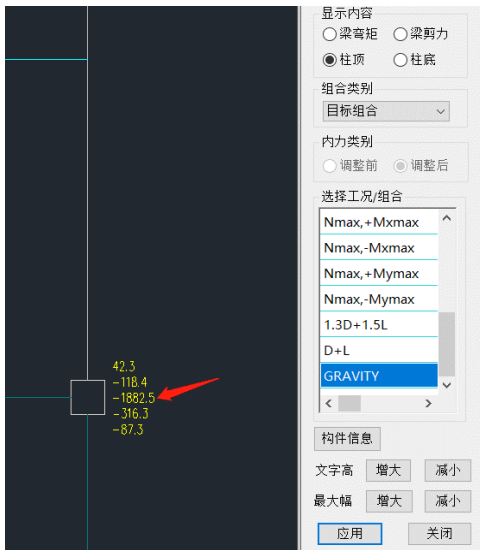 显示内容
梁弯矩 梁剪力
柱顶 柱底
组合类别
目标组合
内力类别
调整前 调整后
选择工况/组合
Nmax,+Mxmax
Nmax,-Mxmax
Nmax,+Mymax
Nmax,-Mymax
1.3D+1.5L
D+L
GRAVITY
42.3
-118.4
-1882.5
-316.3
-87.3
构件信息
文字高 增大 减小
最大幅 增大 减小
应用 关闭